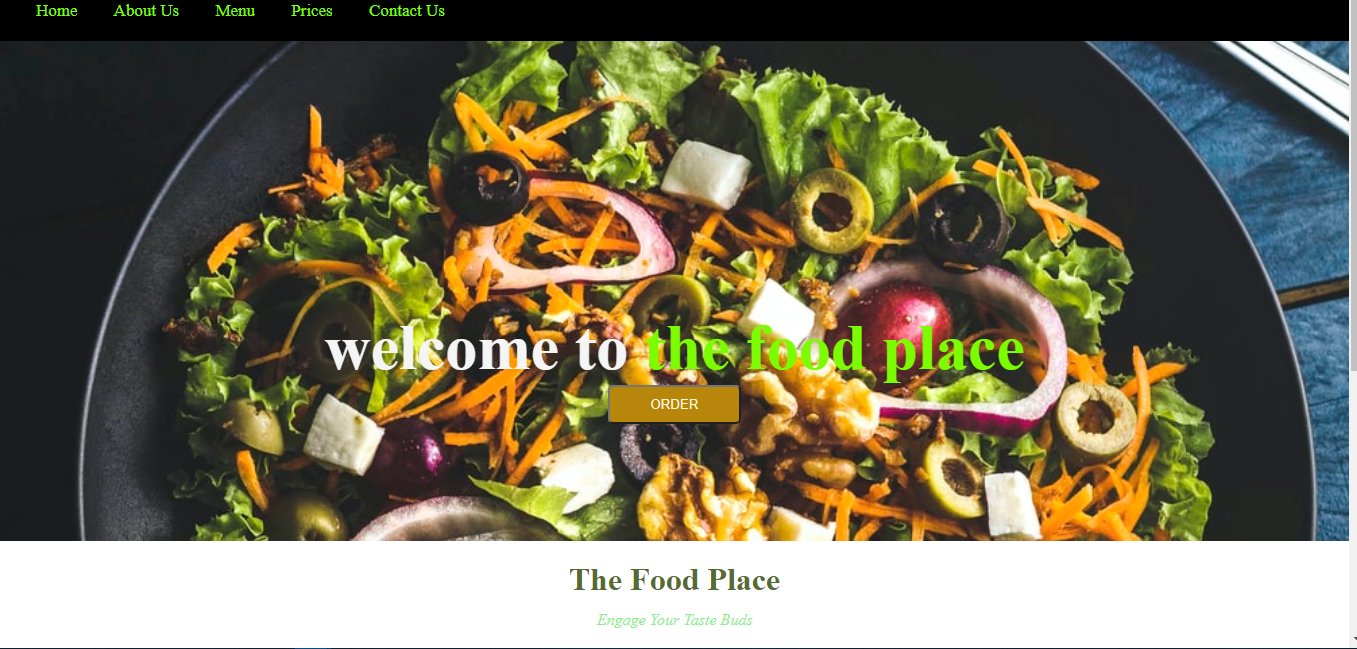 Home About Us Menu Prices Contact Us
welcome to the food place
ORDER
The Food Place
Engage Your Taste Buds